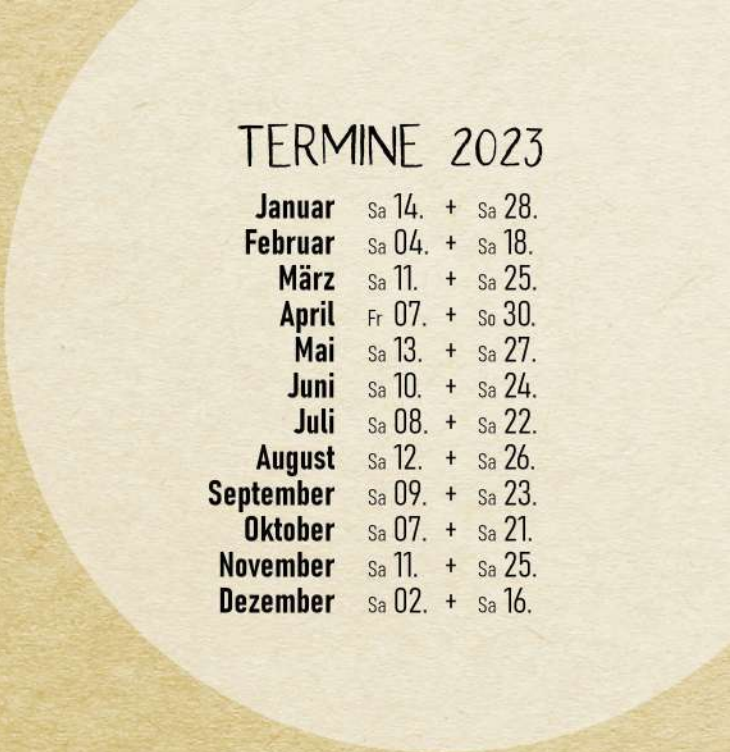 TERMINE 2023
Januar Sa 14. + Sa 28.
Februar Sa 04. + Sa 18.
März Sa 11. + Sa 25.
April Fr 07. + So 30.
Mai Sa 13. + Sa 27.
Juni Sa 10. + Sa 24.
Juli Sa 08. + Sa 22.
August Sa 12. + Sa 26.
September Sa 09. + Sa 23.
Oktober Sa 07. + Sa 21.
November Sa 11. + Sa 25.
Dezember Sa 02. + Sa 16.